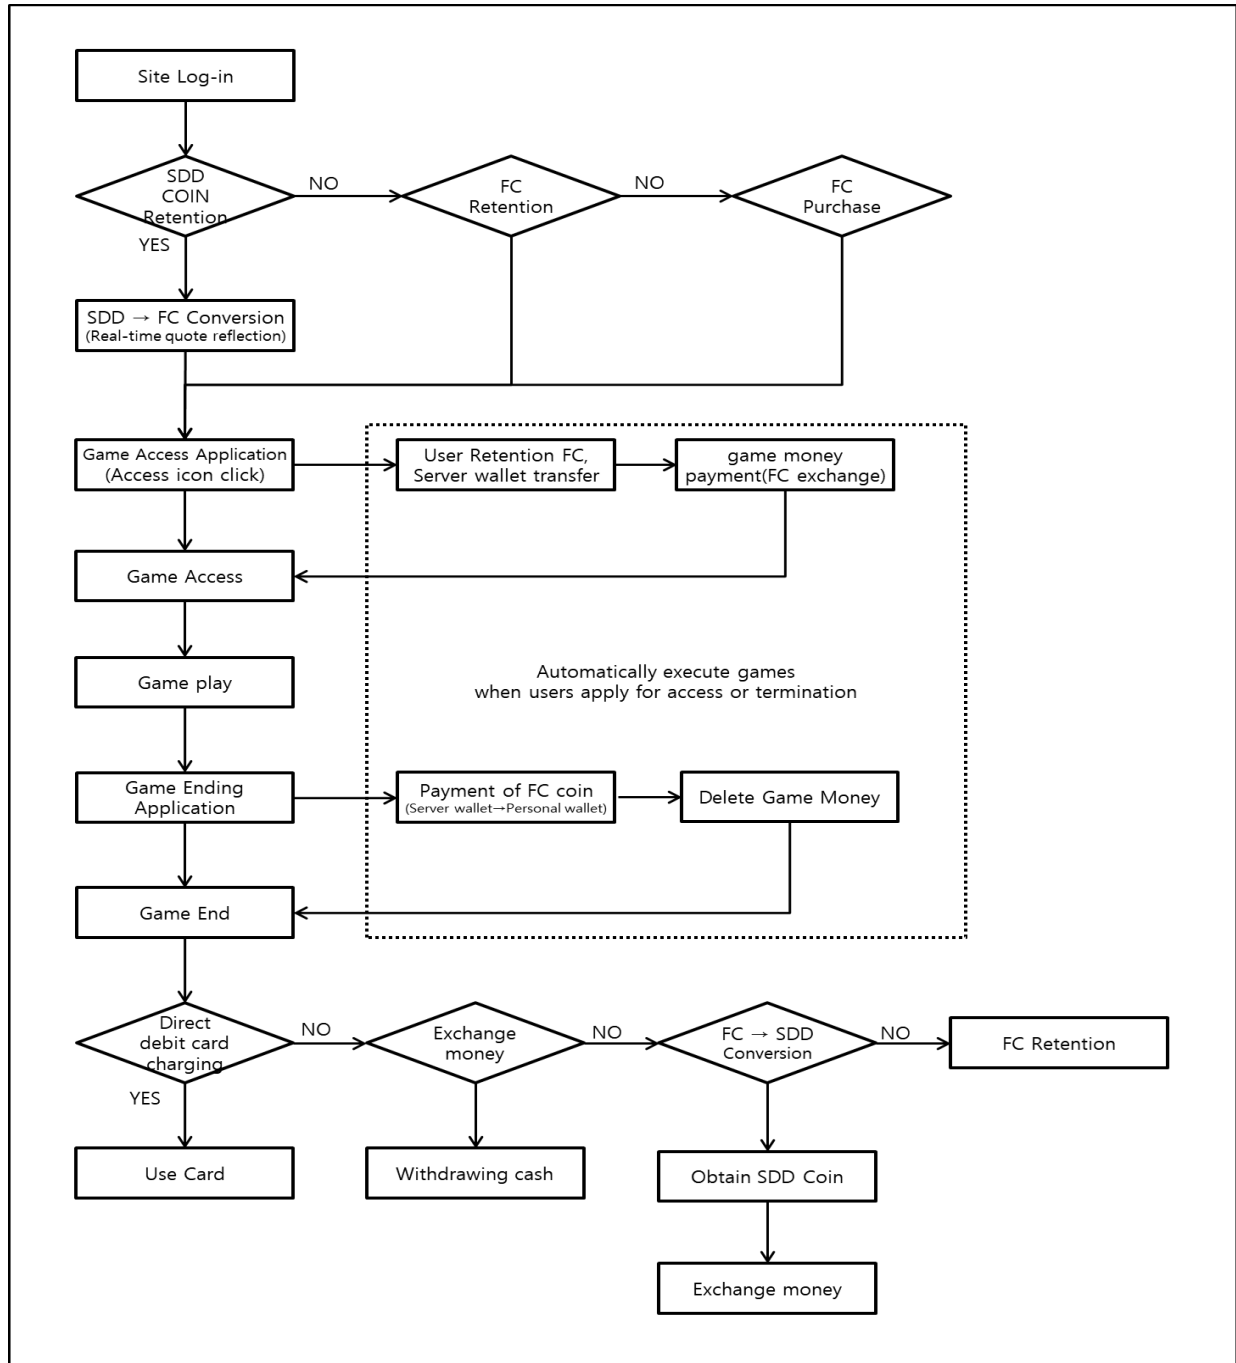 Site Log-in
SDD
COIN
Retention
NO
FC
Retention
NO
FC
Purchase
YES
SDD → FC Conversion
(Real-time quote reflection)
Game Access Application
(Access icon click)
User Retention FC,
Server wallet transfer
game money
payment(FC exchange)
Game Access
Game play
Automatically execute games
when users apply for access or termination
Game Ending
Application
Payment of FC coin
(Server wallet→Personal wallet)
Delete Game Money
Game End
Direct
debit card
charging
NO
Exchange
money
NO
FC → SDD
Conversion
NO
FC Retention
YES
Use Card
Withdrawing cash
Obtain SDD Coin
Exchange money